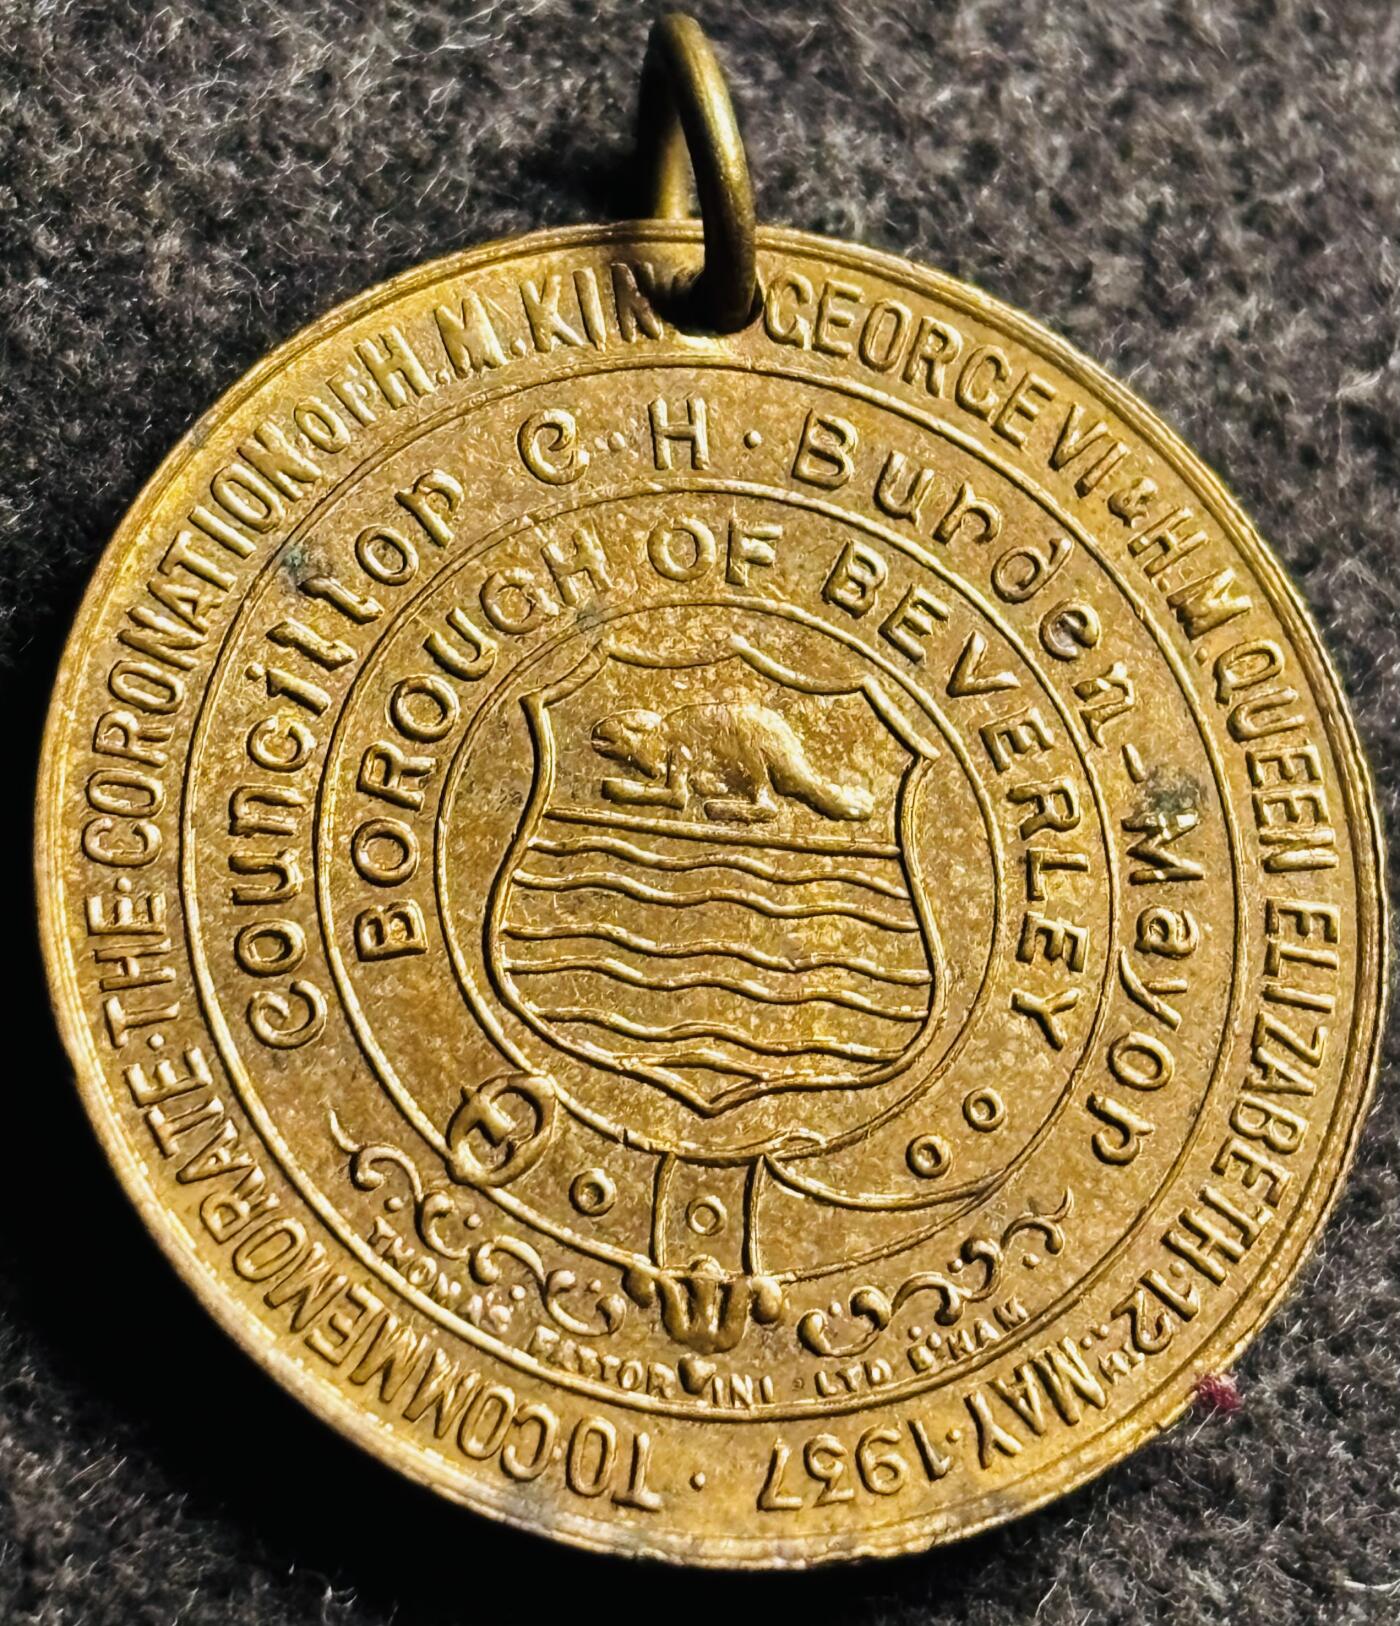 TO·COMMEMORATE·THE·CORONATION·OF H.M.KING GEORGE VI & H.M.QUEEN ELIZABETH·12TH MAY·1937 ·
Councillor C·H·Burden-Mayor
BOROUGH OF BEVERLEY
THOMAS FATTORINI LTD B'HAM